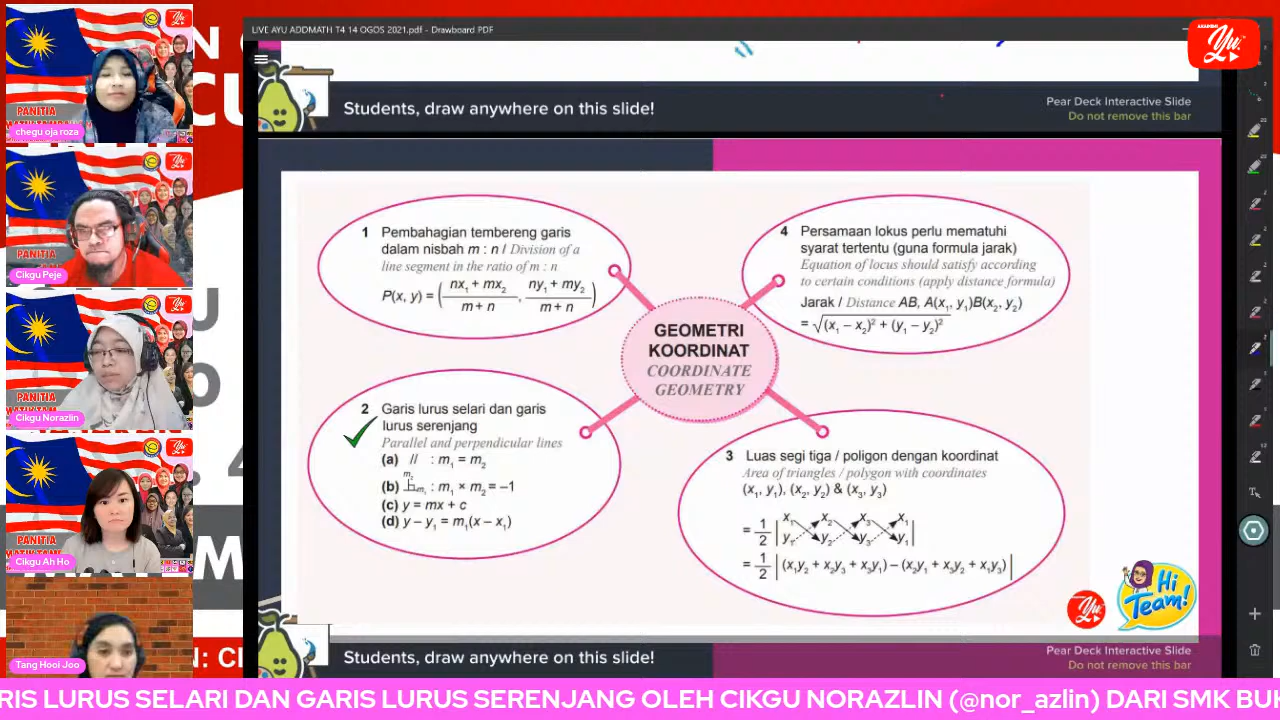 LIVE AYU ADDMATH T4 14 OGOS 2021.pdf - Drawboard PDF
AKADEMI
Yu
Students, draw anywhere on this slide!
Pear Deck Interactive Slide
Do not remove this bar
1 Pembahagian tembereng garis
dalam nisbah m : n / Division of a
line segment in the ratio of m : n
P(x, y) = ( nx₁ + mx₂ / m + n , ny₁ + my₂ / m + n )
2 Garis lurus selari dan garis
lurus serenjang
Parallel and perpendicular lines
(a) // : m₁ = m₂
(b) m₂ m₁ : m₁ × m₂ = –1
(c) y = mx + c
(d) y – y₁ = m₁(x – x₁)
GEOMETRI
KOORDINAT
COORDINATE
GEOMETRY
4 Persamaan lokus perlu mematuhi
syarat tertentu (guna formula jarak)
Equation of locus should satisfy according
to certain conditions (apply distance formula)
Jarak / Distance AB, A(x₁, y₁)B(x₂, y₂)
= √(x₁ – x₂)² + (y₁ – y₂)²
3 Luas segi tiga / poligon dengan koordinat
Area of triangles / polygon with coordinates
(x₁, y₁), (x₂, y₂) & (x₃, y₃)
= 1/2 | x₁ x₂ x₃ x₁
y₁ y₂ y₃ y₁ |
= 1/2 | (x₁y₂ + x₂y₃ + x₃y₁) – (x₂y₁ + x₃y₂ + x₁y₃) |
Yu
Hi
Team!
Students, draw anywhere on this slide!
Pear Deck Interactive Slide
Do not remove this bar
PANITIA
chegu oja roza
PANITIA
Cikgu Peje
PANITIA
Cikgu Norazlin
PANITIA
Cikgu Ah Ho
Tang Hooi Joo
RIS LURUS SELARI DAN GARIS LURUS SERENJANG OLEH CIKGU NORAZLIN (@nor_azlin) DARI SMK BUK